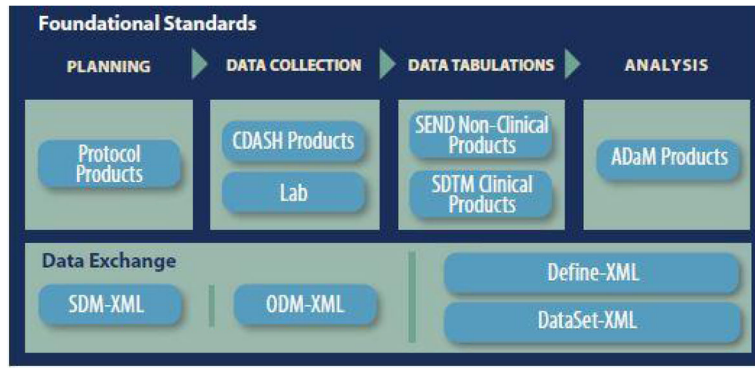 Foundational Standards
PLANNING
DATA COLLECTION
DATA TABULATIONS
ANALYSIS
Protocol
Products
CDASH Products
Lab
SEND Non-Clinical
Products
SDTM Clinical
Products
ADaM Products
Data Exchange
SDM-XML
ODM-XML
Define-XML
DataSet-XML